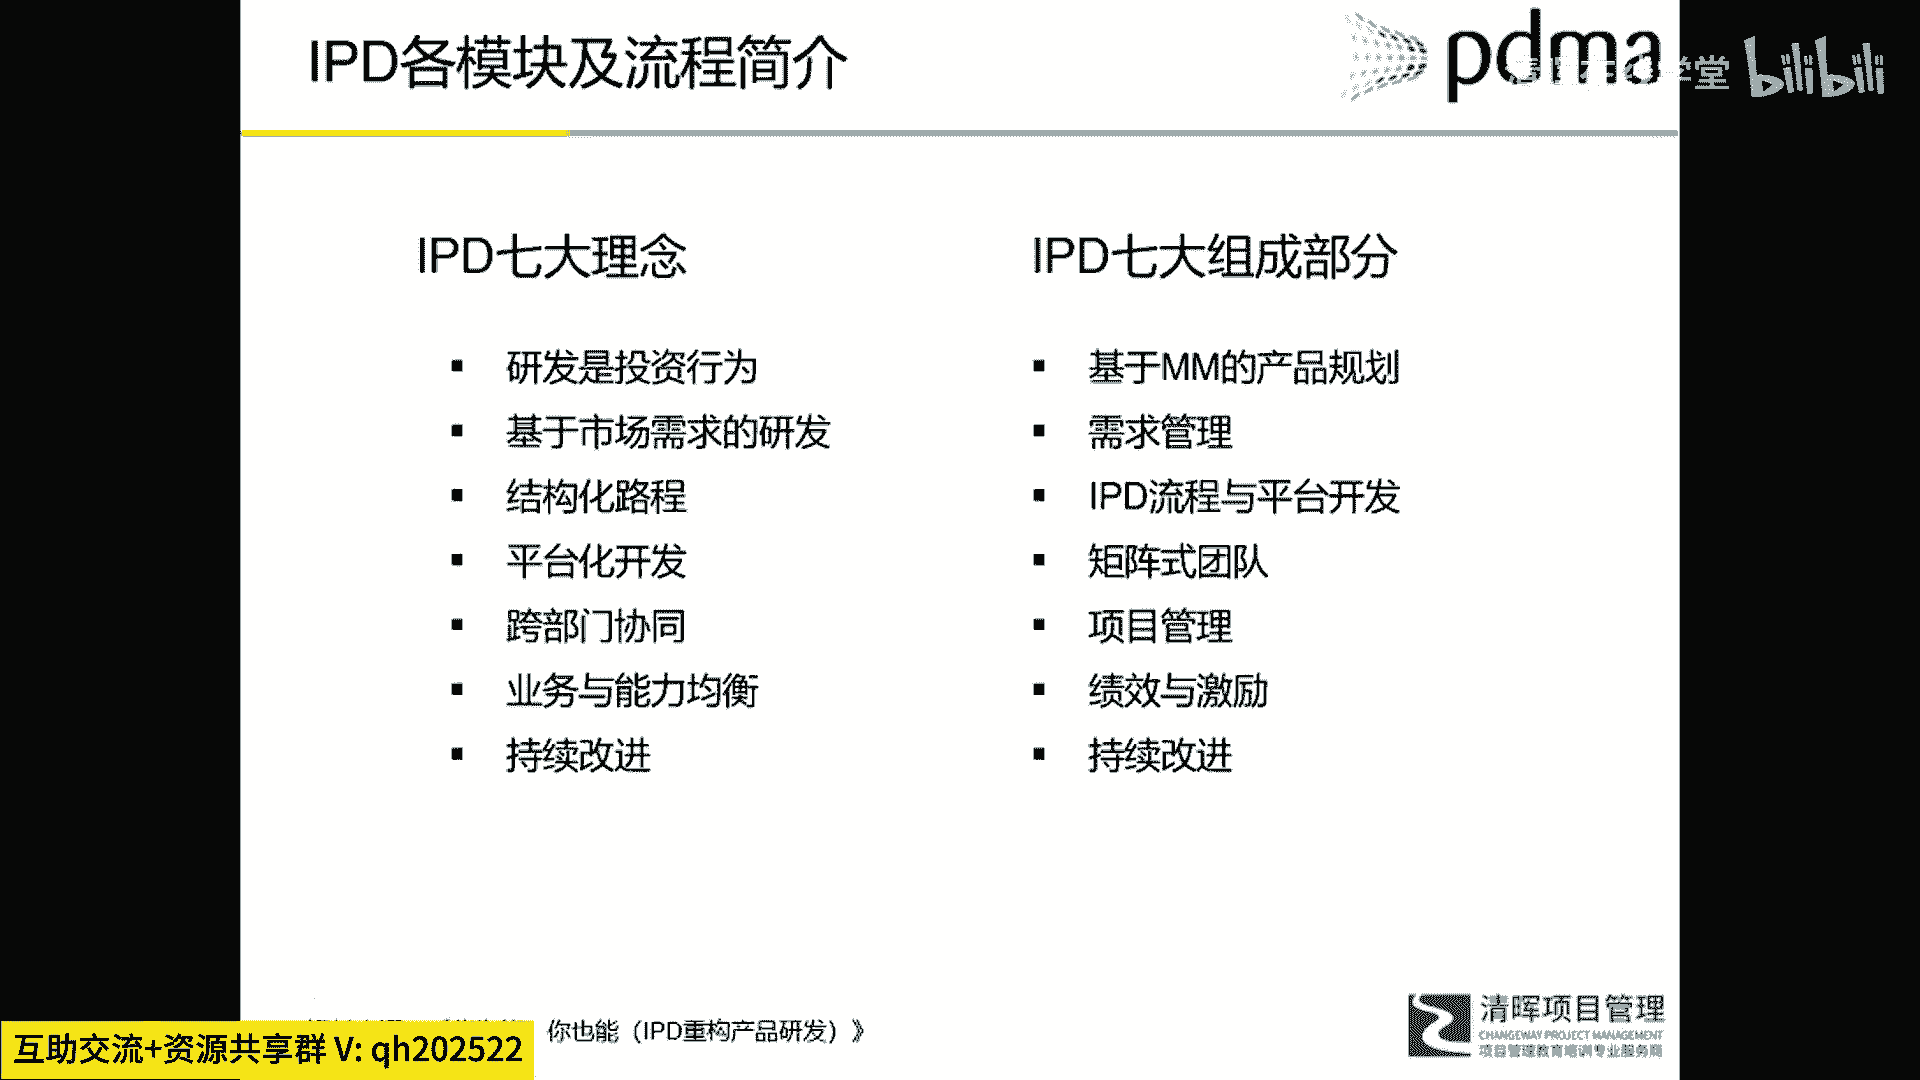 IPD各模块及流程简介
pdma
学堂
bilibili
IPD七大理念
研发是投资行为
基于市场需求的研发
结构化路程
平台化开发
跨部门协同
业务与能力均衡
持续改进
IPD七大组成部分
基于MM的产品规划
需求管理
IPD流程与平台开发
矩阵式团队
项目管理
绩效与激励
持续改进
你也能（IPD重构产品研发）》
互助交流+资源共享群 V: qh202522
清晖项目管理
CHANGEWAY PROJECT MANAGEMENT
项目管理教育培训专业服务商